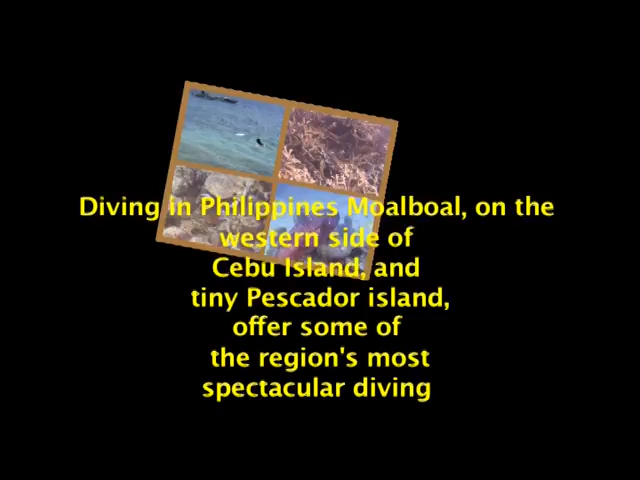 Diving in Philippines Moalboal, on the
western side of
Cebu Island, and
tiny Pescador island,
offer some of
the region's most
spectacular diving